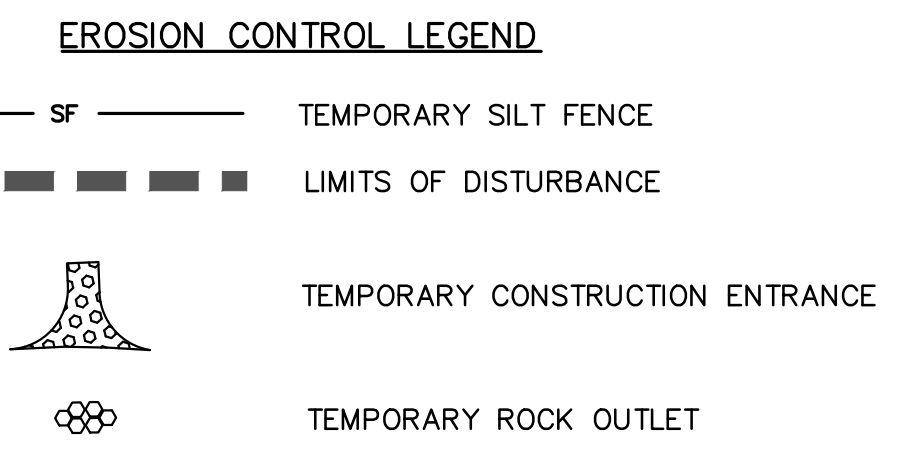 EROSION CONTROL LEGEND
SF TEMPORARY SILT FENCE
LIMITS OF DISTURBANCE
TEMPORARY CONSTRUCTION ENTRANCE
TEMPORARY ROCK OUTLET